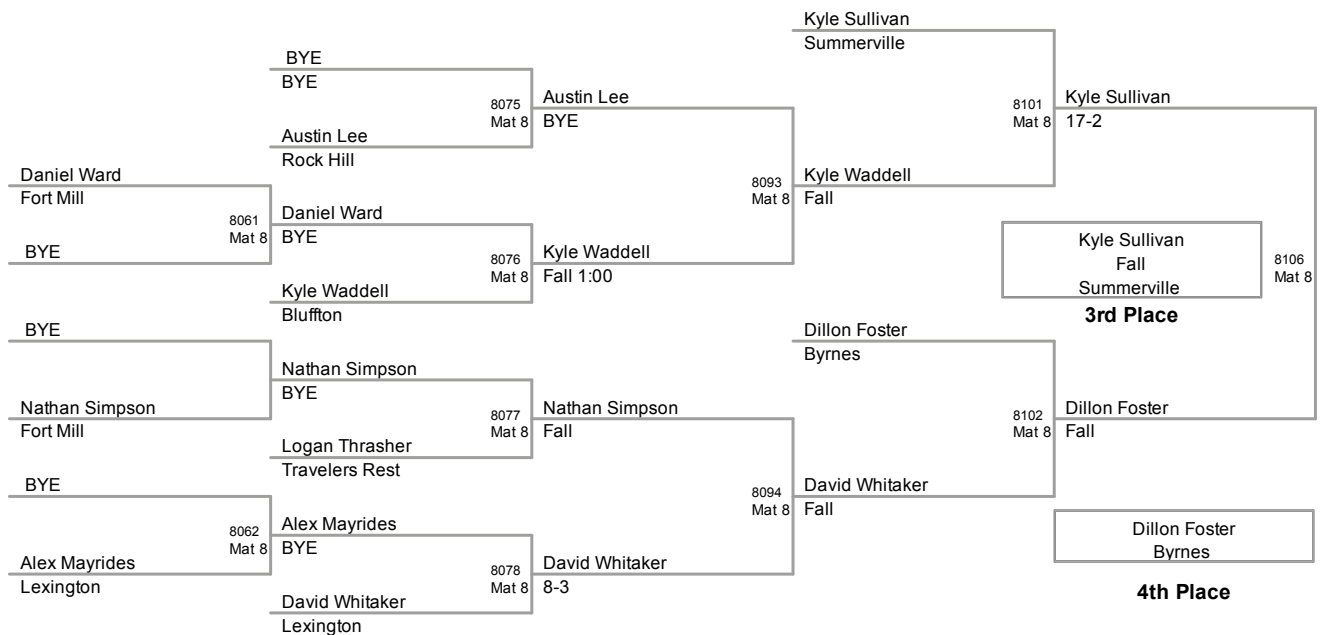 Kyle Sullivan
Summerville
BYE
BYE
8075
Mat 8
Austin Lee
BYE
8101
Mat 8
Kyle Sullivan
17-2
Austin Lee
Rock Hill
Daniel Ward
Fort Mill
8093
Mat 8
Kyle Waddell
Fall
8061
Mat 8
Daniel Ward
BYE
BYE
8076
Mat 8
Kyle Waddell
Fall 1:00
Kyle Sullivan
Fall
Summerville
3rd Place
8106
Mat 8
Kyle Waddell
Bluffton
BYE
Dillon Foster
Byrnes
Nathan Simpson
BYE
Nathan Simpson
Fort Mill
8077
Mat 8
Nathan Simpson
Fall
8102
Mat 8
Dillon Foster
Fall
Logan Thrasher
Travelers Rest
BYE
8094
Mat 8
David Whitaker
Fall
8062
Mat 8
Alex Mayrides
BYE
Dillon Foster
Byrnes
4th Place
Alex Mayrides
Lexington
8078
Mat 8
David Whitaker
8-3
David Whitaker
Lexington